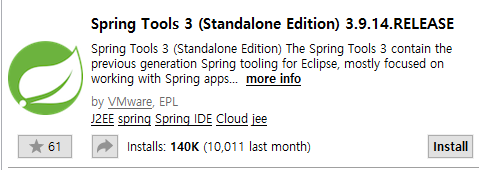 Spring Tools 3 (Standalone Edition) 3.9.14.RELEASE
Spring Tools 3 (Standalone Edition) The Spring Tools 3 contain the
previous generation Spring tooling for Eclipse, mostly focused on
working with Spring apps... more info
by VMware, EPL
J2EE spring Spring IDE Cloud jee
★ 61 Installs: 140K (10,011 last month) Install